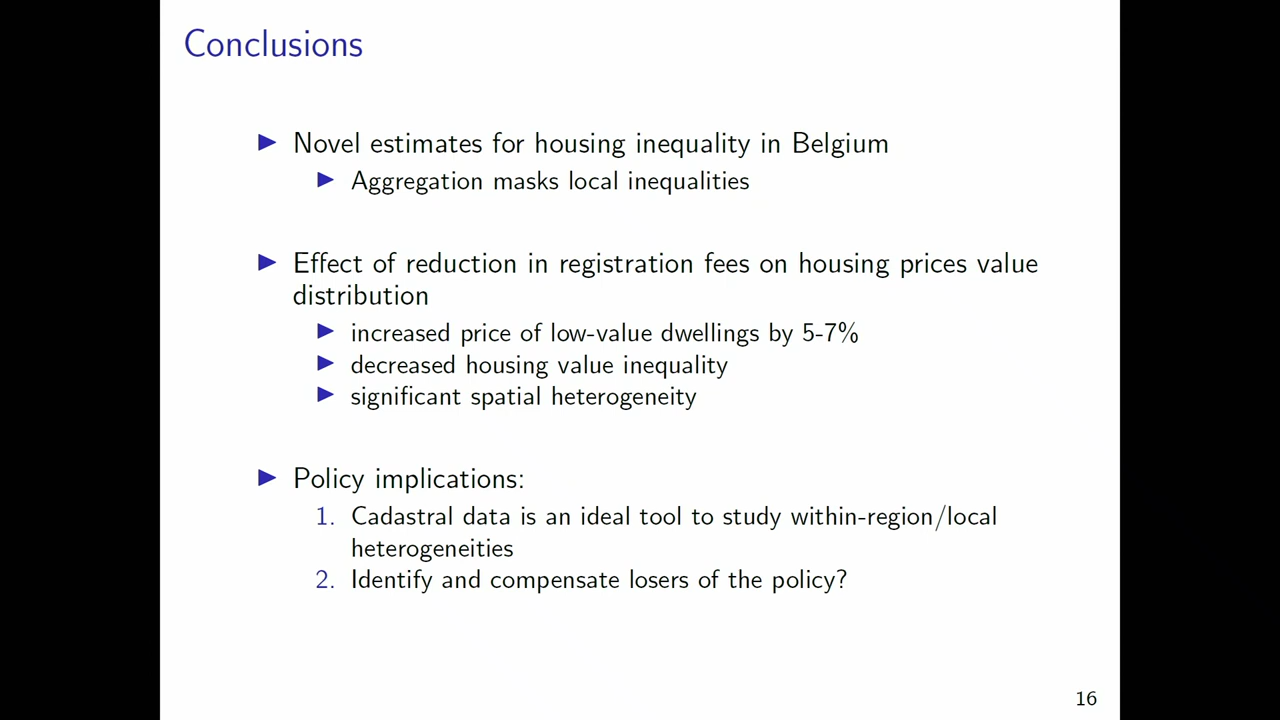 Conclusions
Novel estimates for housing inequality in Belgium
Aggregation masks local inequalities
Effect of reduction in registration fees on housing prices value
distribution
increased price of low-value dwellings by 5-7%
decreased housing value inequality
significant spatial heterogeneity
Policy implications:
1. Cadastral data is an ideal tool to study within-region/local
heterogeneities
2. Identify and compensate losers of the policy?
16